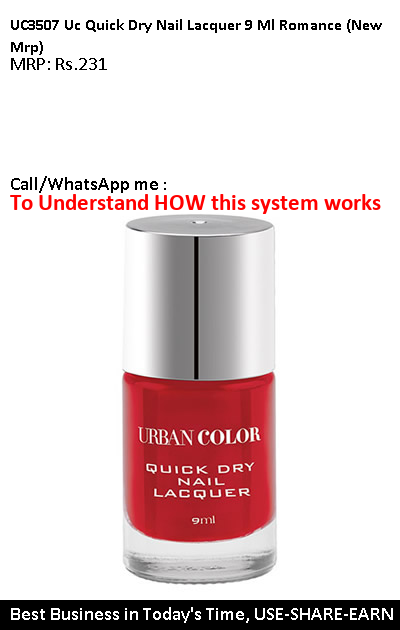 UC3507 Uc Quick Dry Nail Lacquer 9 Ml Romance (New
Mrp)
MRP: Rs.231
Call/WhatsApp me :
To Understand HOW this system works
URBAN COLOR
QUICK DRY
NAIL
LACQUER
9ml
Best Business in Today's Time, USE-SHARE-EARN